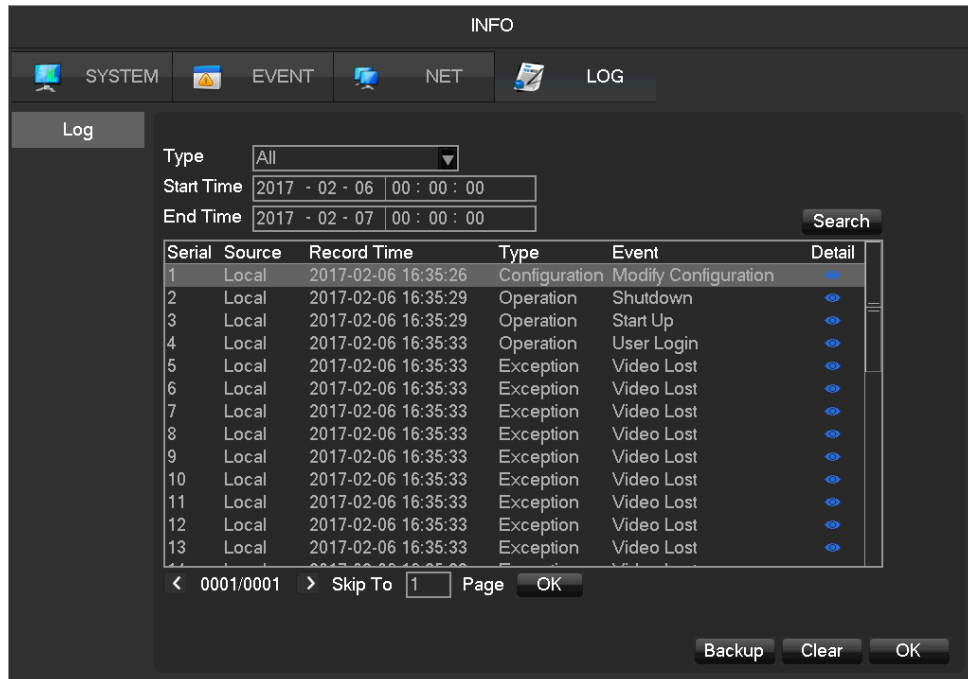 INFO
SYSTEM EVENT NET LOG
Log
Type All
Start Time 2017 - 02 - 06 00 : 00 : 00
End Time 2017 - 02 - 07 00 : 00 : 00
Search
Serial Source Record Time Type Event Detail
1 Local 2017-02-06 16:35:26 Configuration Modify Configuration
2 Local 2017-02-06 16:35:29 Operation Shutdown
3 Local 2017-02-06 16:35:29 Operation Start Up
4 Local 2017-02-06 16:35:33 Operation User Login
5 Local 2017-02-06 16:35:33 Exception Video Lost
6 Local 2017-02-06 16:35:33 Exception Video Lost
7 Local 2017-02-06 16:35:33 Exception Video Lost
8 Local 2017-02-06 16:35:33 Exception Video Lost
9 Local 2017-02-06 16:35:33 Exception Video Lost
10 Local 2017-02-06 16:35:33 Exception Video Lost
11 Local 2017-02-06 16:35:33 Exception Video Lost
12 Local 2017-02-06 16:35:33 Exception Video Lost
13 Local 2017-02-06 16:35:33 Exception Video Lost
< 0001/0001 > Skip To 1 Page OK
Backup Clear OK